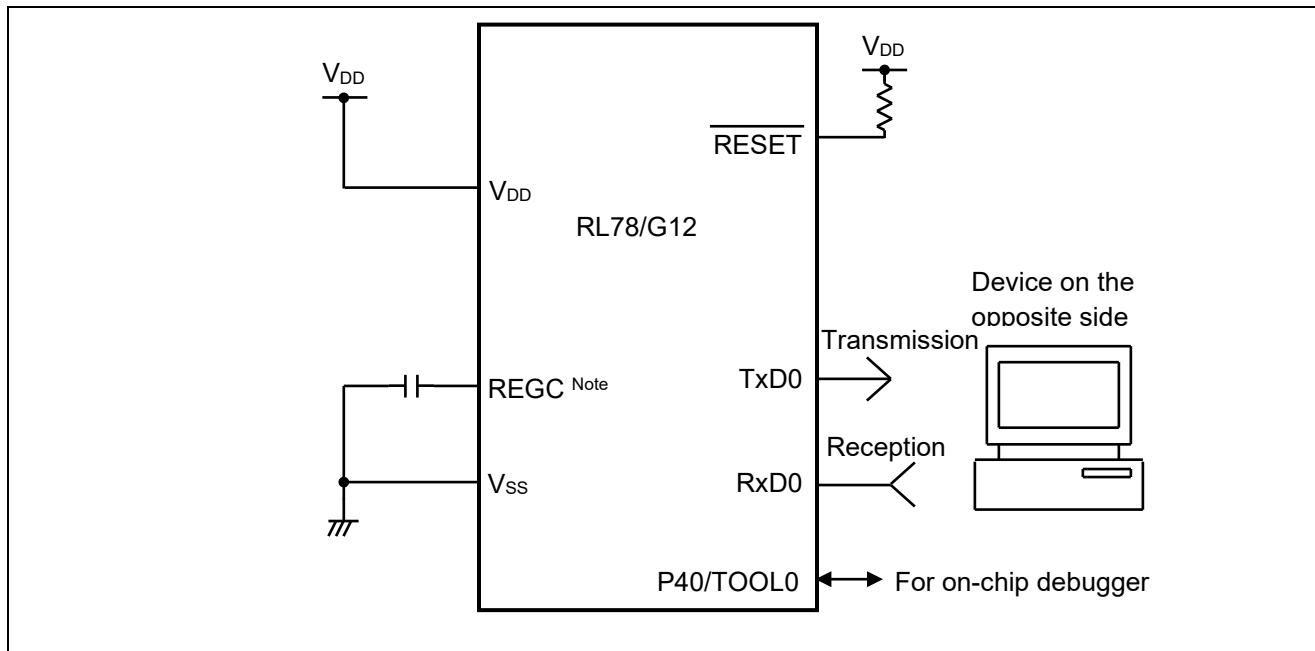 VDD
VDD
RESET
VDD
RL78/G12
Device on the
opposite side
Transmission
TxD0
REGC Note
Reception
RxD0
VSS
P40/TOOL0
For on-chip debugger